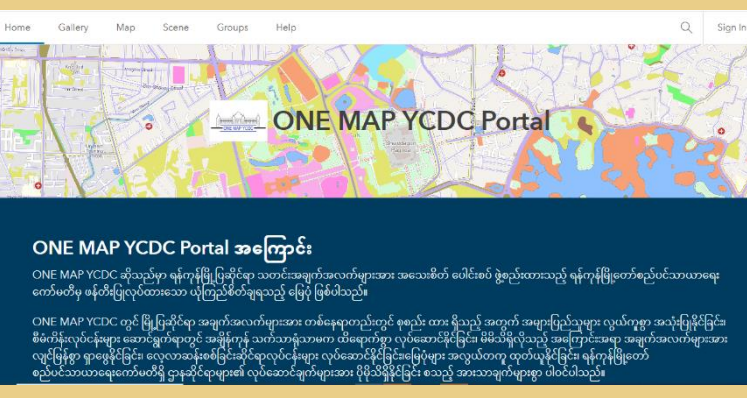 Home Gallery Map Scene Groups Help Sign In
ONE MAP YCDC Portal
ONE MAP YCDC Portal အကြောင်း
ONE MAP YCDC ဆိုသည်မှာ ရန်ကုန်မြို့ပြဆိုင်ရာ သတင်းအချက်အလက်များအား အသေးစိတ် ပေါင်းစပ် ဖွဲ့စည်းထားသည့် ရန်ကုန်မြို့တော်စည်ပင်သာယာရေး
ကော်မတီမှ ဖန်တီးပြုလုပ်ထားသော ယုံကြည်စိတ်ချရသည့် မြေပုံ ဖြစ်ပါသည်။
ONE MAP YCDC တွင် မြို့ပြဆိုင်ရာ အချက်အလက်များအား တစ်နေရာတည်းတွင် စုစည်း ထား ရှိသည့် အတွက် အများပြည်သူများ လွယ်ကူစွာ အသုံးပြုနိုင်ခြင်း၊
စီမံကိန်းလုပ်ငန်းများ ဆောင်ရွက်ရာတွင် အချိန်ကုန် သက်သာရုံသာမက ထိရောက်စွာ လုပ်ဆောင်နိုင်ခြင်း၊ မိမိသိရှိလိုသည့် အကြောင်းအရာ အချက်အလက်များအား
လျင်မြန်စွာ ရှာဖွေနိုင်ခြင်း၊ လေ့လာဆန်းစစ်ခြင်းဆိုင်ရာလုပ်ငန်းများ လုပ်ဆောင်နိုင်ခြင်း၊မြေပုံများ အလွယ်တကူ ထုတ်ယူနိုင်ခြင်း၊ ရန်ကုန်မြို့တော်
စည်ပင်သာယာရေးကော်မတီရှိ ဌာနဆိုင်ရာများ၏ လုပ်ဆောင်ချက်များအား ပိုမိုသိရှိနိုင်ခြင်း စသည့် အားသာချက်များစွာ ပါဝင်ပါသည်။